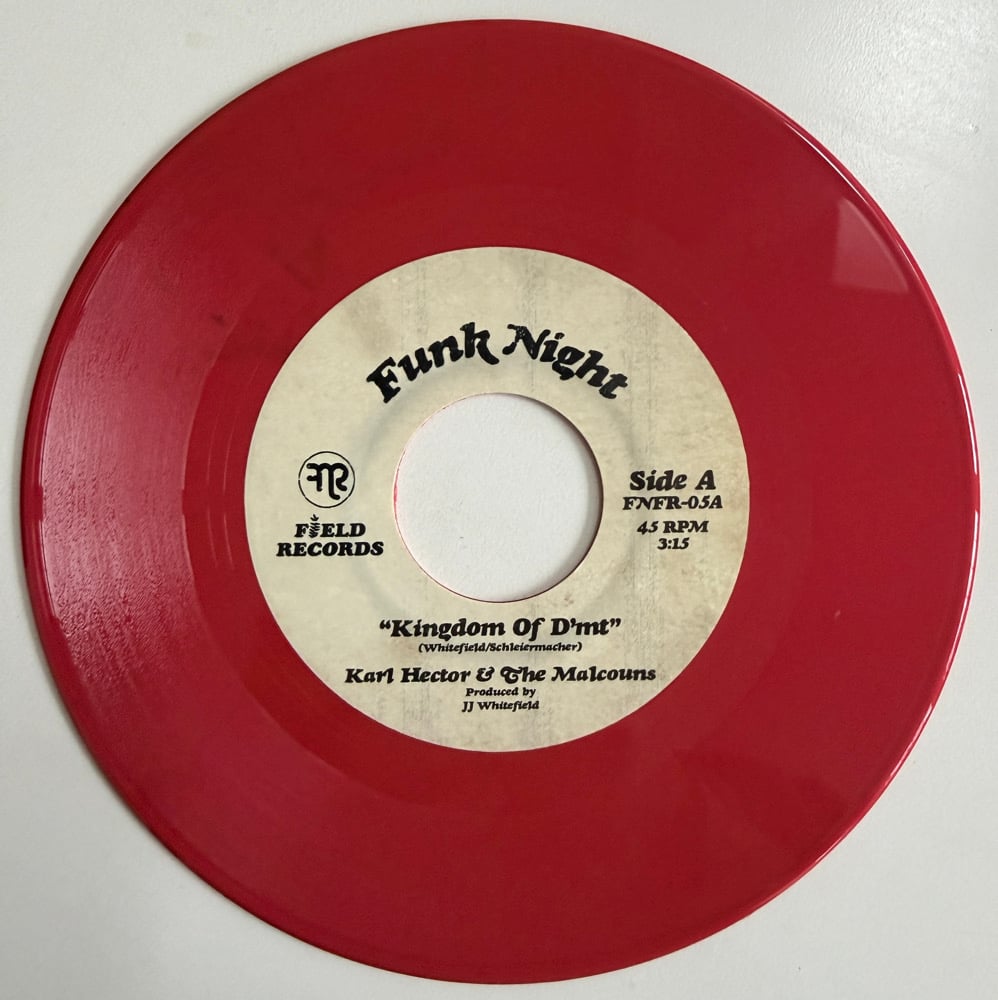 Funk Night
FNR
FIELD
RECORDS
Side A
FNFR-05A
45 RPM
3:15
“Kingdom Of D'mt”
(Whitefield/Schleiermacher)
Karl Hector & The Malcouns
Produced by
JJ Whitefield